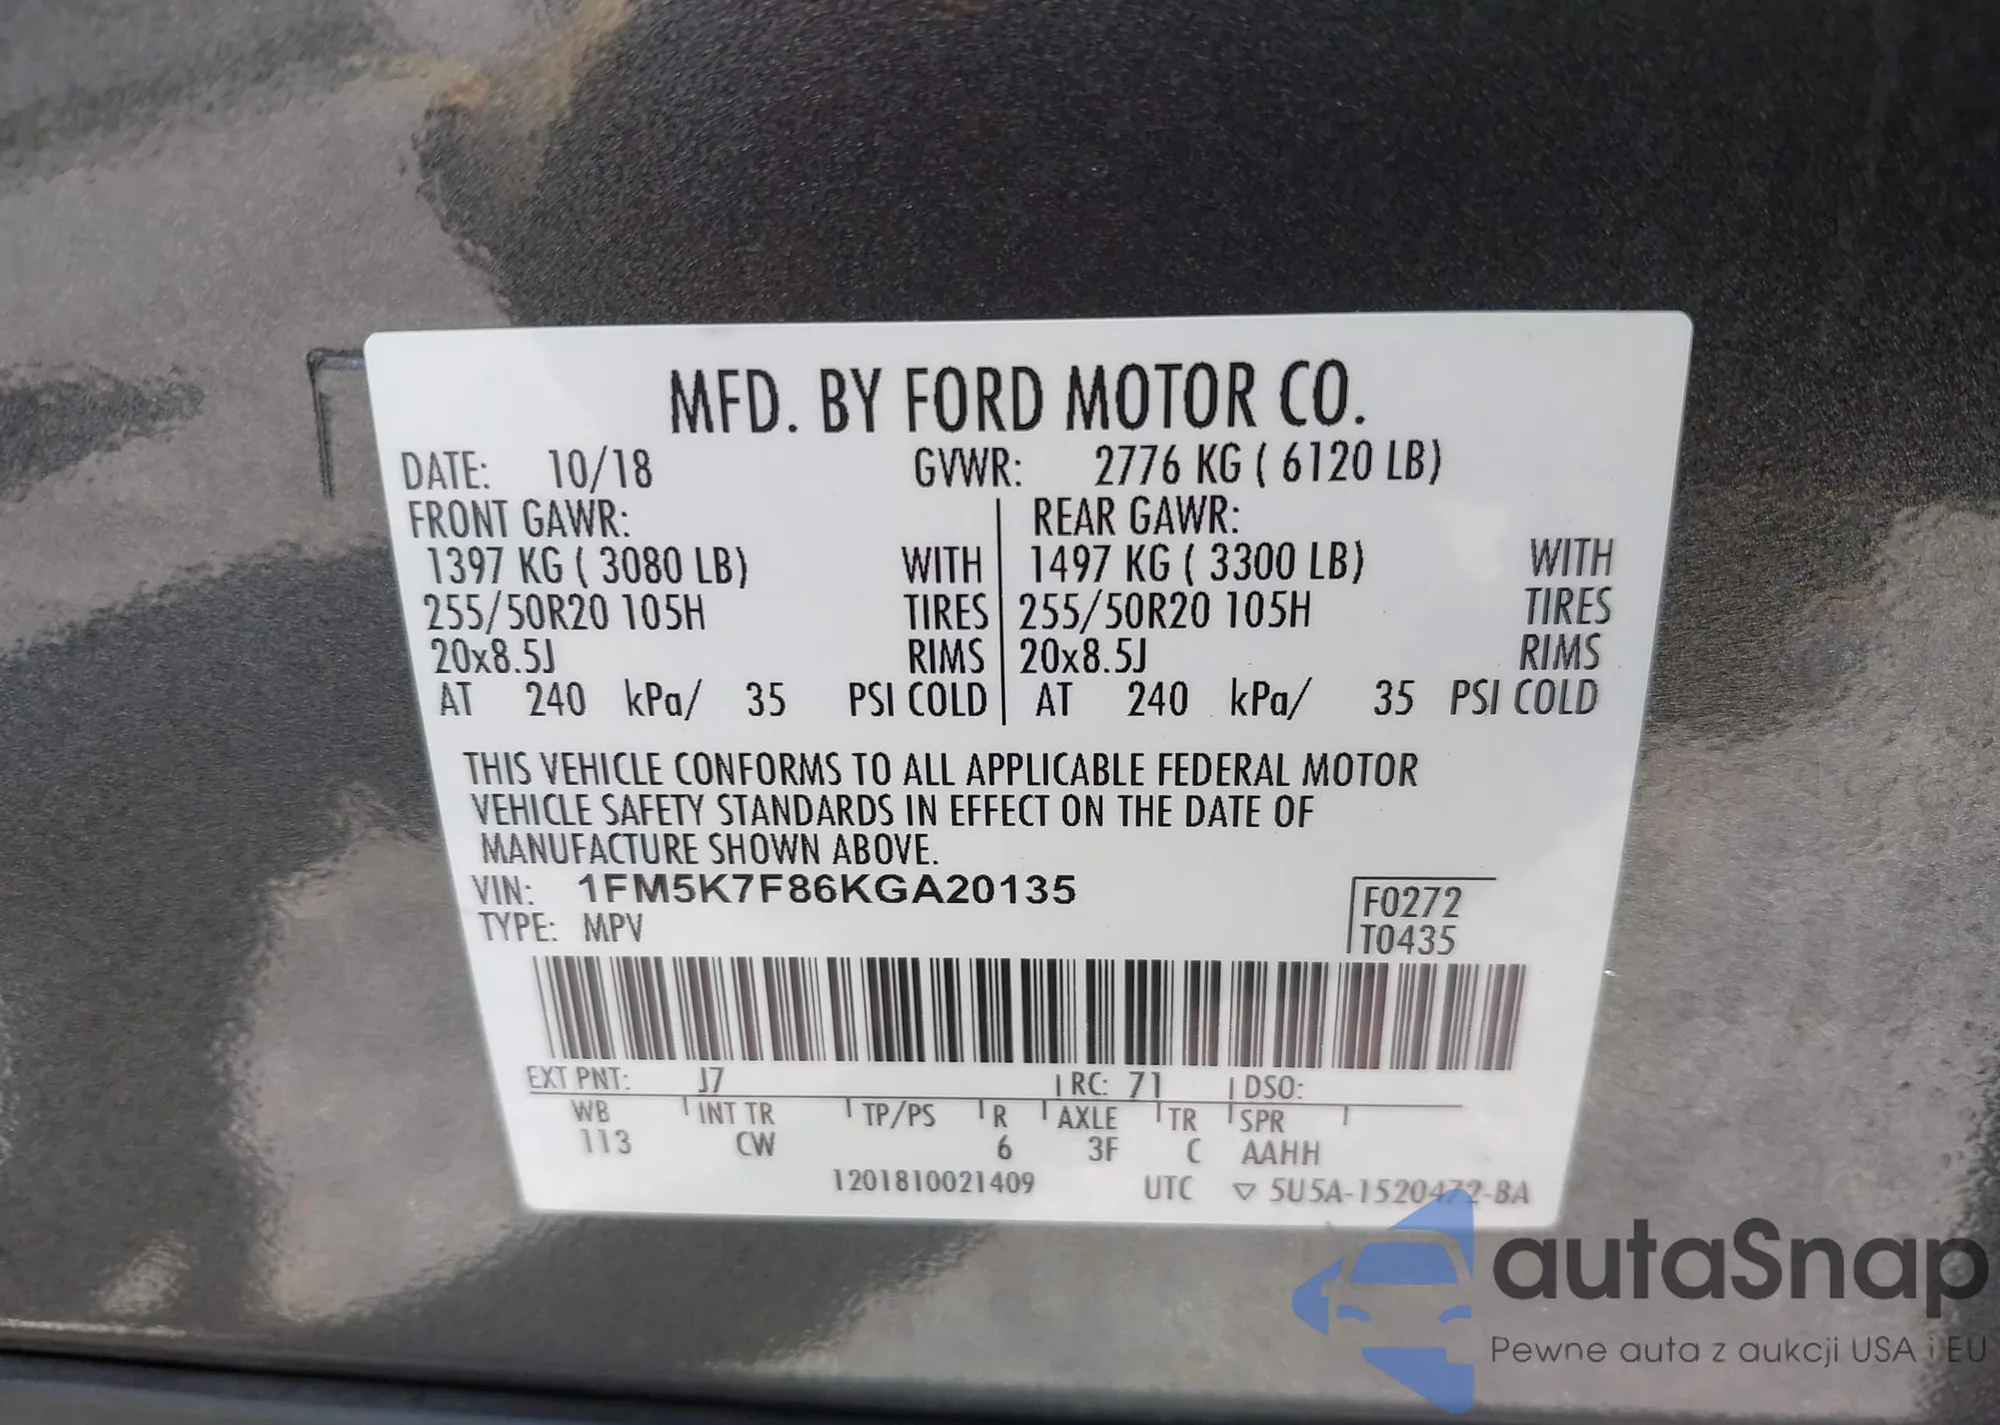 MFD. BY FORD MOTOR CO.
DATE: 10/18 GVWR: 2776 KG ( 6120 LB)
FRONT GAWR: REAR GAWR:
1397 KG ( 3080 LB) WITH 1497 KG ( 3300 LB) WITH
255/50R20 105H TIRES 255/50R20 105H TIRES
20x8.5J RIMS 20x8.5J RIMS
AT 240 kPa/ 35 PSI COLD AT 240 kPa/ 35 PSI COLD
THIS VEHICLE CONFORMS TO ALL APPLICABLE FEDERAL MOTOR
VEHICLE SAFETY STANDARDS IN EFFECT ON THE DATE OF
MANUFACTURE SHOWN ABOVE.
VIN: 1FM5K7F86KGA20135 F0272
TYPE: MPV T0435
EXT PNT: J7 RC: 71 DSO:
WB INT TR TP/PS R AXLE TR SPR
113 CW 6 3F C AAHH
1201810021409 UTC ▽ 5U5A-1520472-BA
autaSnap
Pewne auta z aukcji USA i EU